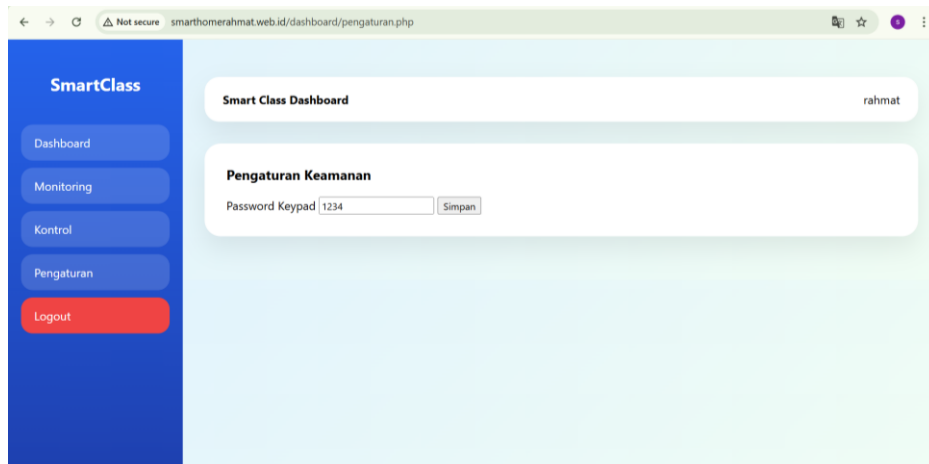 Not secure smarthomerahmat.web.id/dashboard/pengaturan.php
SmartClass
Dashboard
Monitoring
Kontrol
Pengaturan
Logout
Smart Class Dashboard rahmat
Pengaturan Keamanan
Password Keypad 1234 Simpan